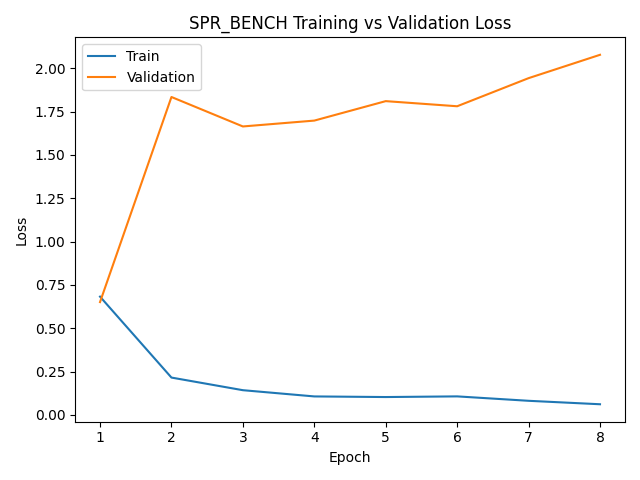 SPR_BENCH Training vs Validation Loss
Train
Validation
2.00
1.75
1.50
1.25
1.00
0.75
0.50
0.25
0.00
Loss
1 2 3 4 5 6 7 8
Epoch